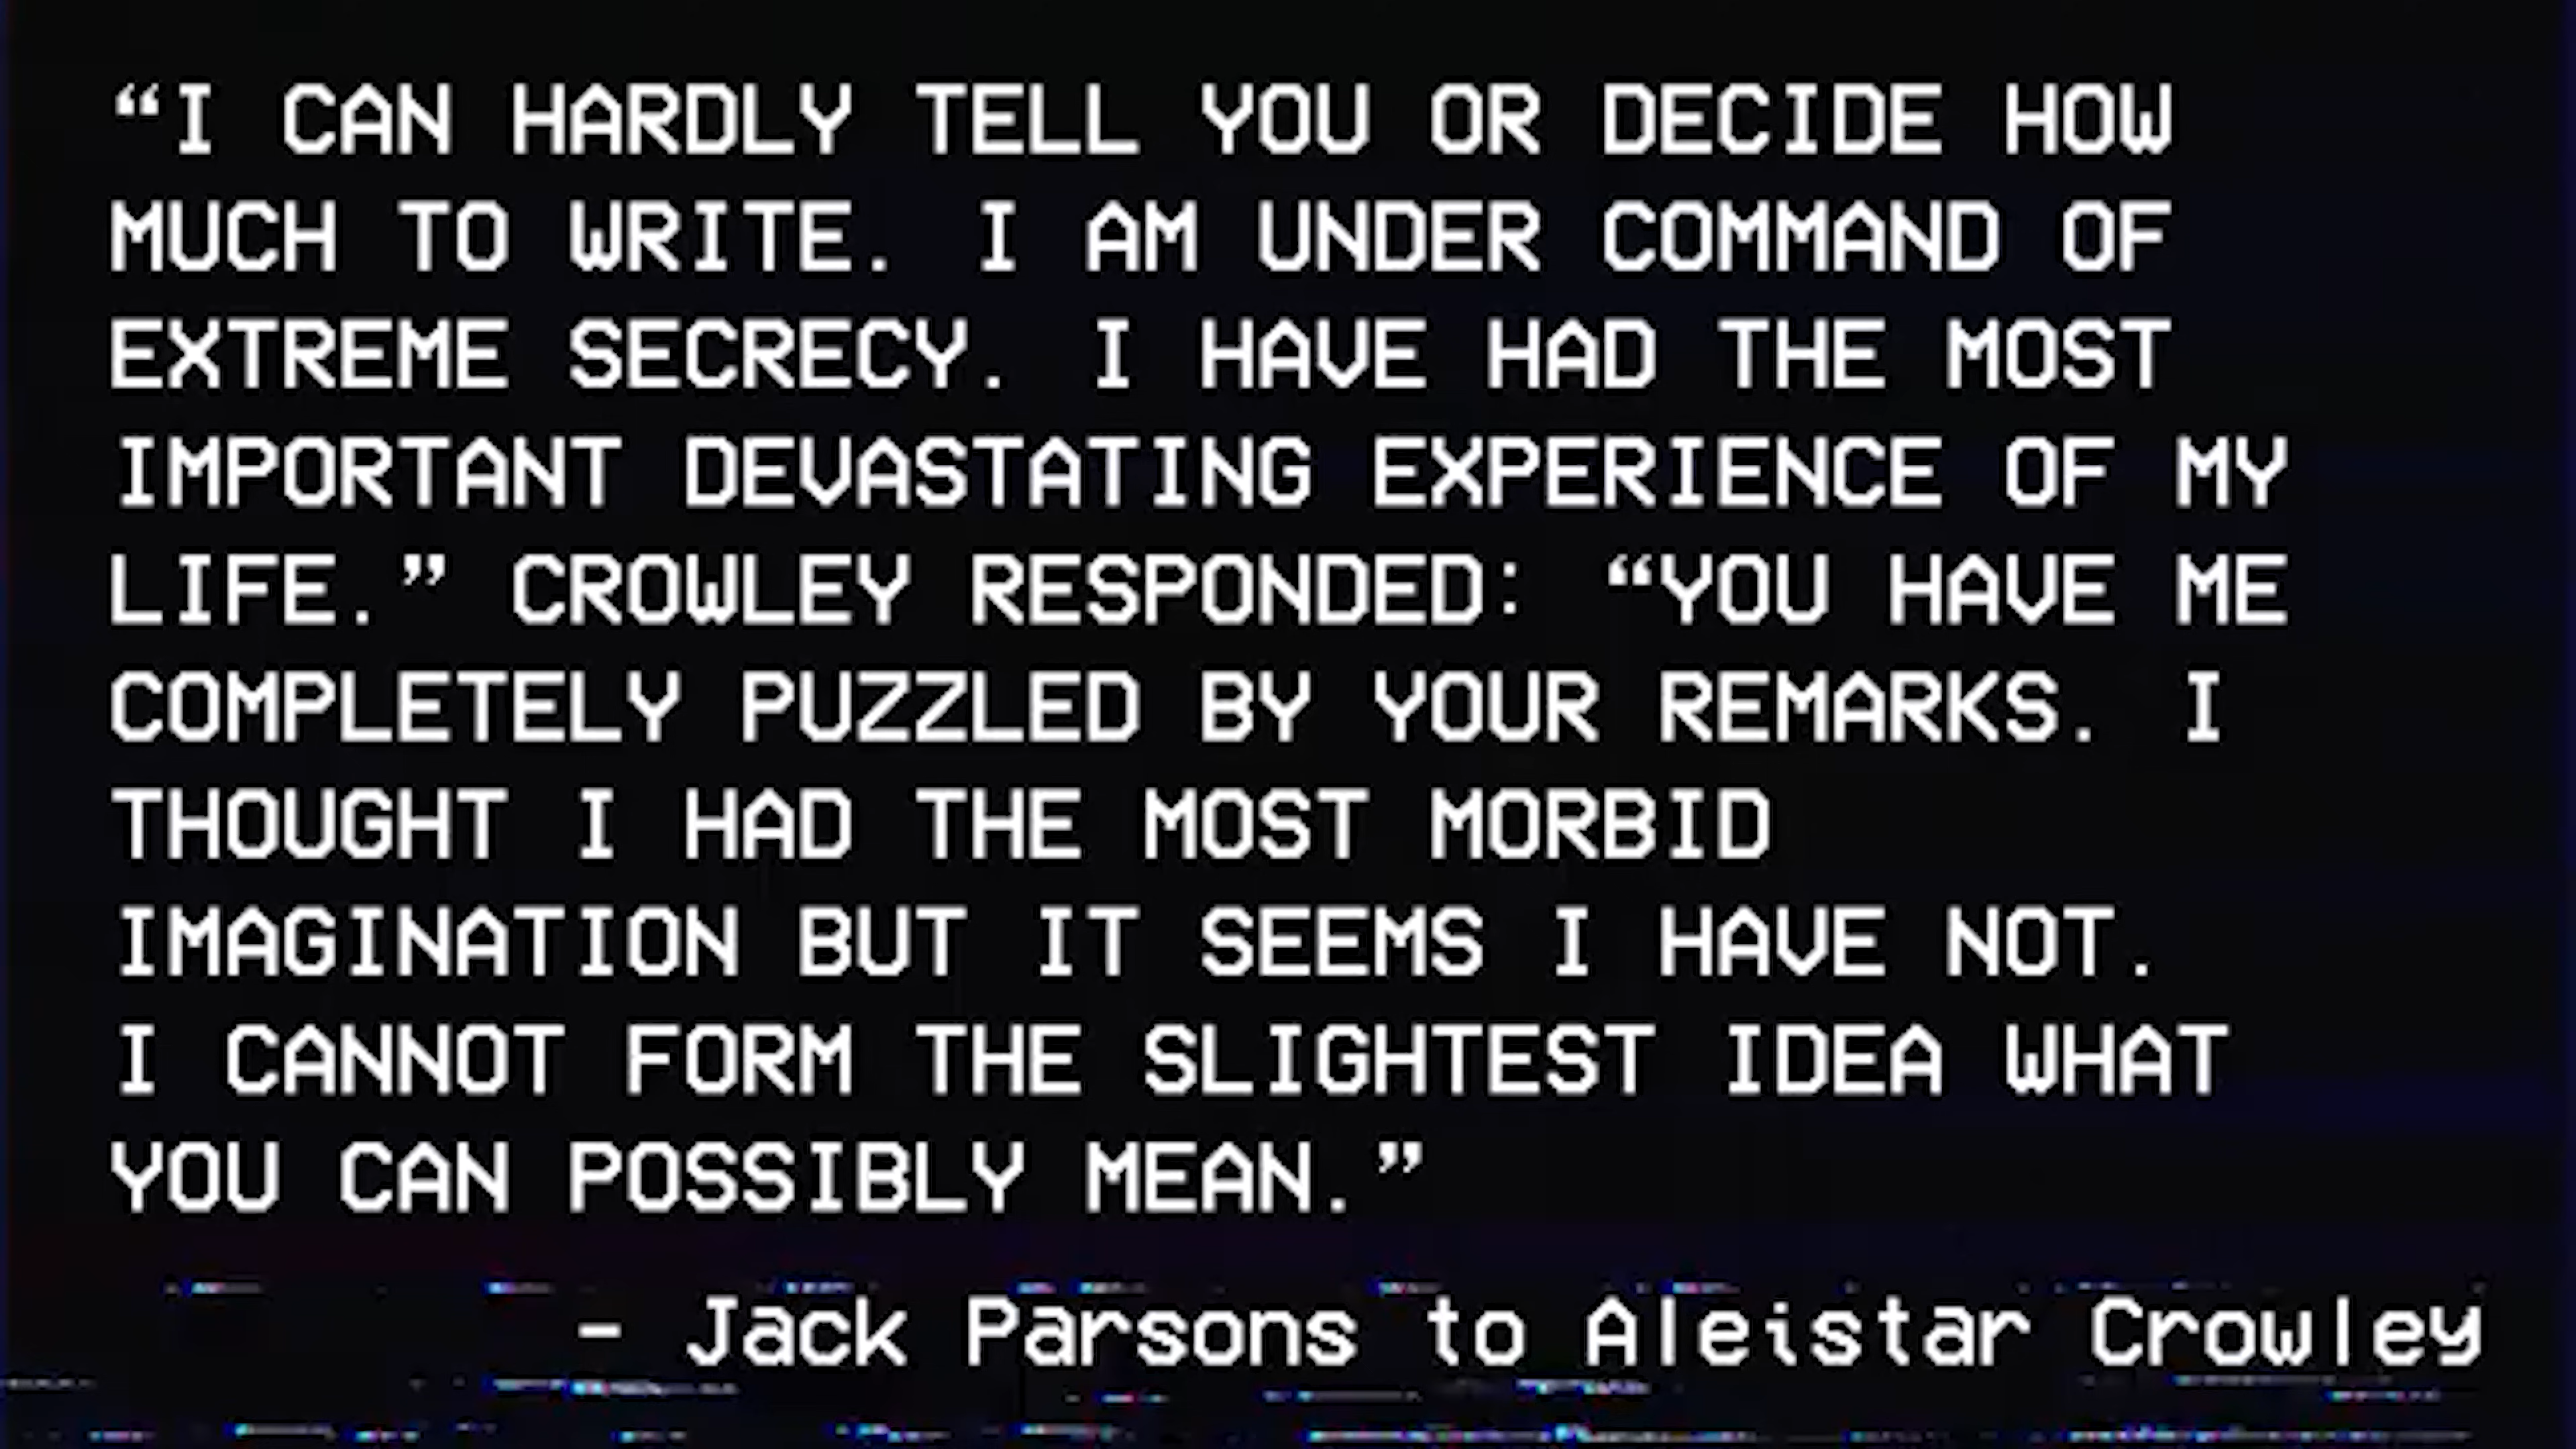 “I CAN HARDLY TELL YOU OR DECIDE HOW
MUCH TO WRITE. I AM UNDER COMMAND OF
EXTREME SECRECY. I HAVE HAD THE MOST
IMPORTANT DEVASTATING EXPERIENCE OF MY
LIFE.” CROWLEY RESPONDED: “YOU HAVE ME
COMPLETELY PUZZLED BY YOUR REMARKS. I
THOUGHT I HAD THE MOST MORBID
IMAGINATION BUT IT SEEMS I HAVE NOT.
I CANNOT FORM THE SLIGHTEST IDEA WHAT
YOU CAN POSSIBLY MEAN.”
- Jack Parsons to Aleistar Crowley